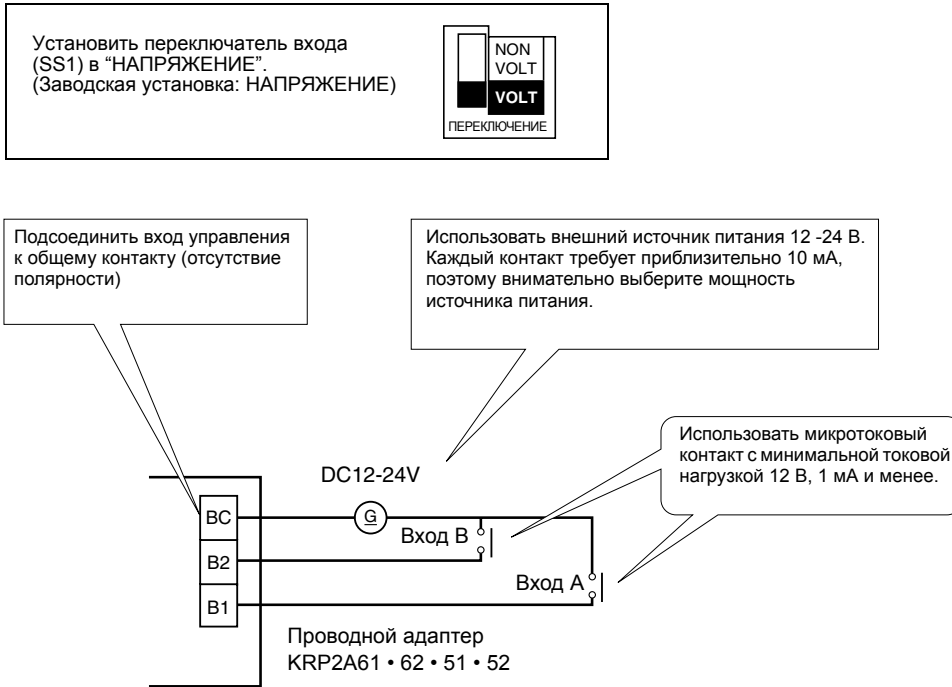 Установить переключатель входа
(SS1) в “НАПРЯЖЕНИЕ”.
(Заводская установка: НАПРЯЖЕНИЕ)
NON
VOLT
VOLT
ПЕРЕКЛЮЧЕНИЕ
Подсоединить вход управления
к общему контакту (отсутствие
полярности)
Использовать внешний источник питания 12 -24 В.
Каждый контакт требует приблизительно 10 мА,
поэтому внимательно выберите мощность
источника питания.
Использовать микротоковый
контакт с минимальной токовой
нагрузкой 12 В, 1 мА и менее.
DC12-24V
BC
G
Вход B
B2
Вход A
B1
Проводной адаптер
KRP2A61 • 62 • 51 • 52